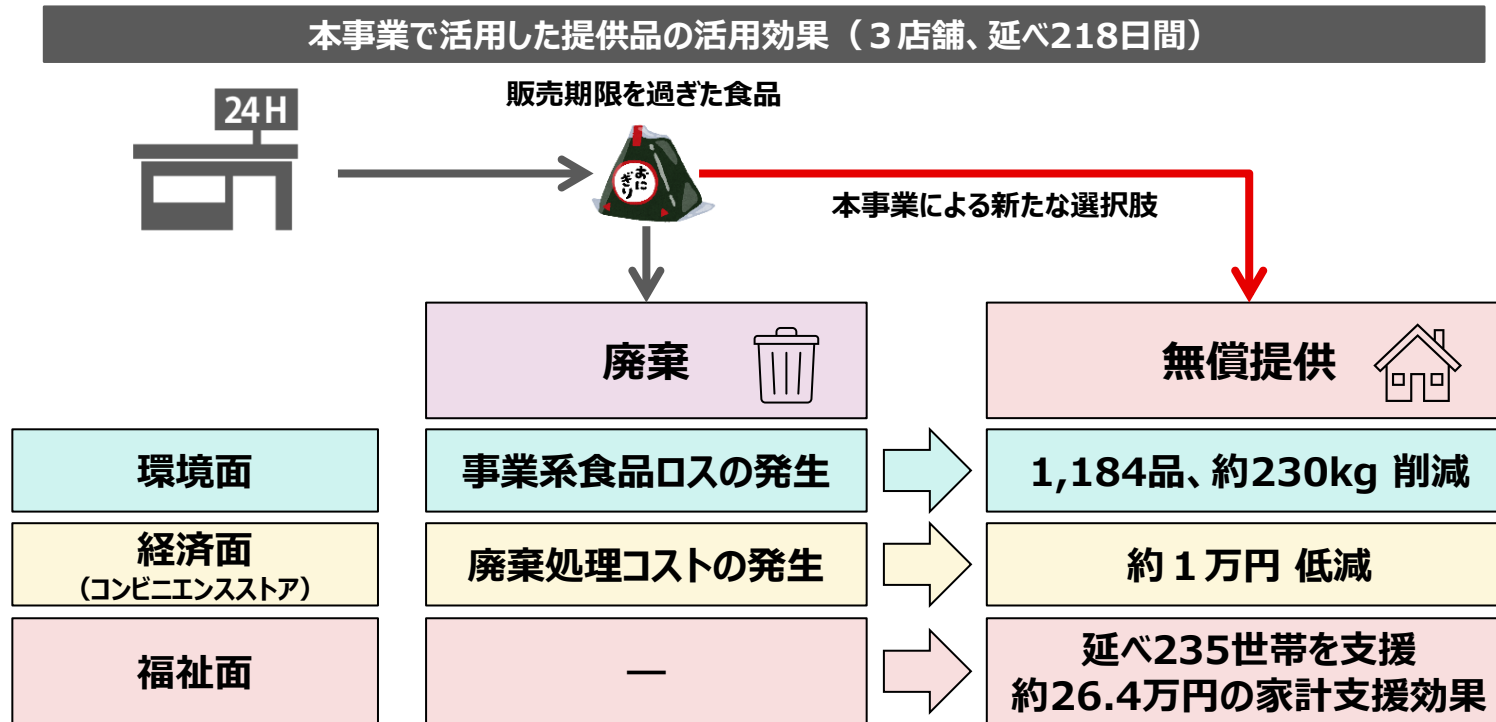 本事業で活用した提供品の活用効果（３店舗、延べ218日間）
24H
販売期限を過ぎた食品
おに
ぎり
本事業による新たな選択肢
廃棄
無償提供
環境面
事業系食品ロスの発生
1,184品、約230kg 削減
経済面
（コンビニエンスストア）
廃棄処理コストの発生
約１万円 低減
福祉面
―
延べ235世帯を支援
約26.4万円の家計支援効果